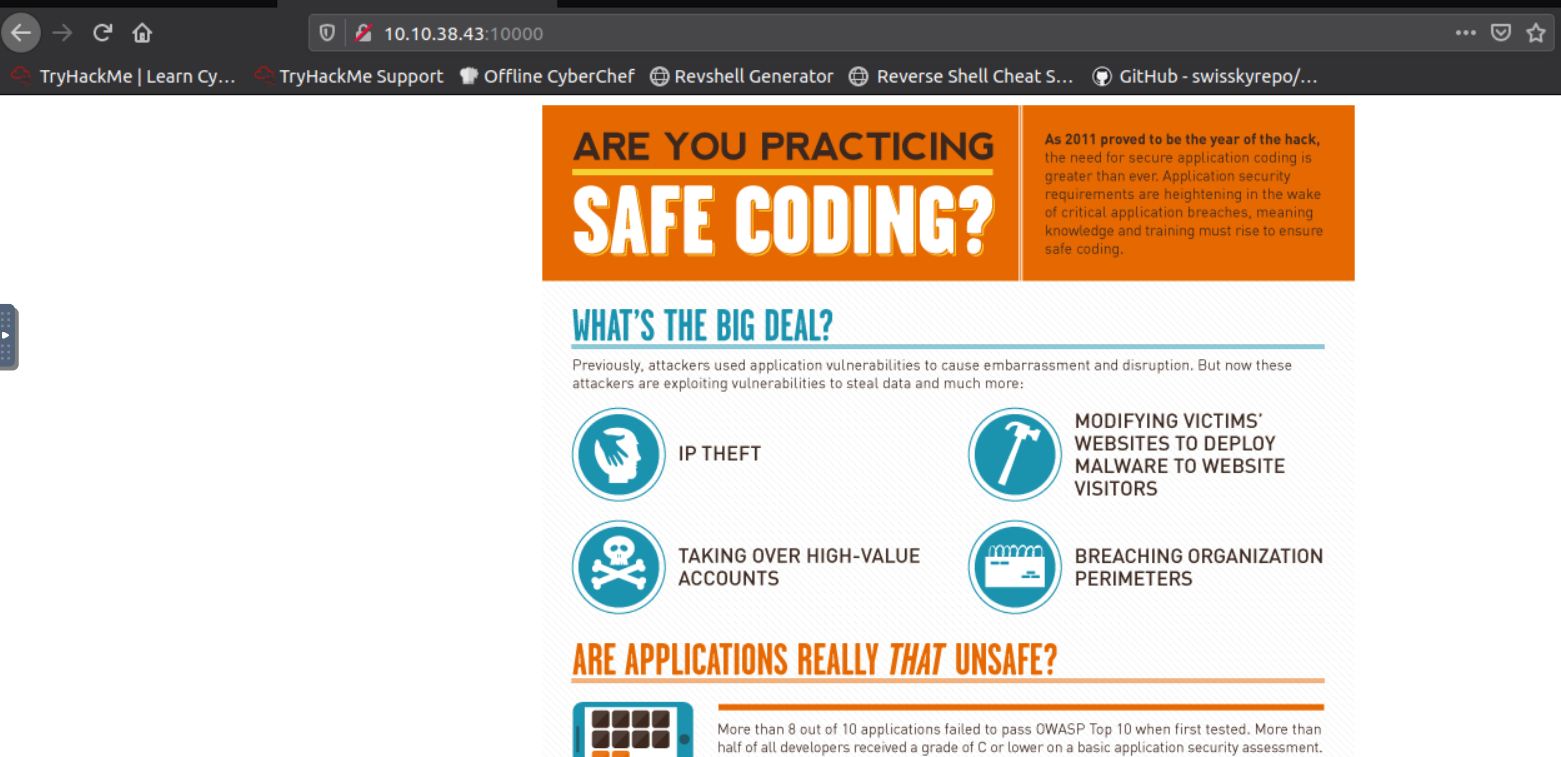 10.10.38.43:10000
TryHackMe | Learn Cy...
TryHackMe Support
Offline CyberChef
Revshell Generator
Reverse Shell Cheat S...
GitHub - swisskyrepo/...
ARE YOU PRACTICING
SAFE CODING?
As 2011 proved to be the year of the hack,
the need for secure application coding is
greater than ever. Application security
requirements are heightening in the wake
of critical application breaches, meaning
knowledge and training must rise to ensure
safe coding.
WHAT'S THE BIG DEAL?
Previously, attackers used application vulnerabilities to cause embarrassment and disruption. But now these
attackers are exploiting vulnerabilities to steal data and much more:
IP THEFT
MODIFYING VICTIMS'
WEBSITES TO DEPLOY
MALWARE TO WEBSITE
VISITORS
TAKING OVER HIGH-VALUE
ACCOUNTS
BREACHING ORGANIZATION
PERIMETERS
ARE APPLICATIONS REALLY THAT UNSAFE?
More than 8 out of 10 applications failed to pass OWASP Top 10 when first tested. More than
half of all developers received a grade of C or lower on a basic application security assessment.